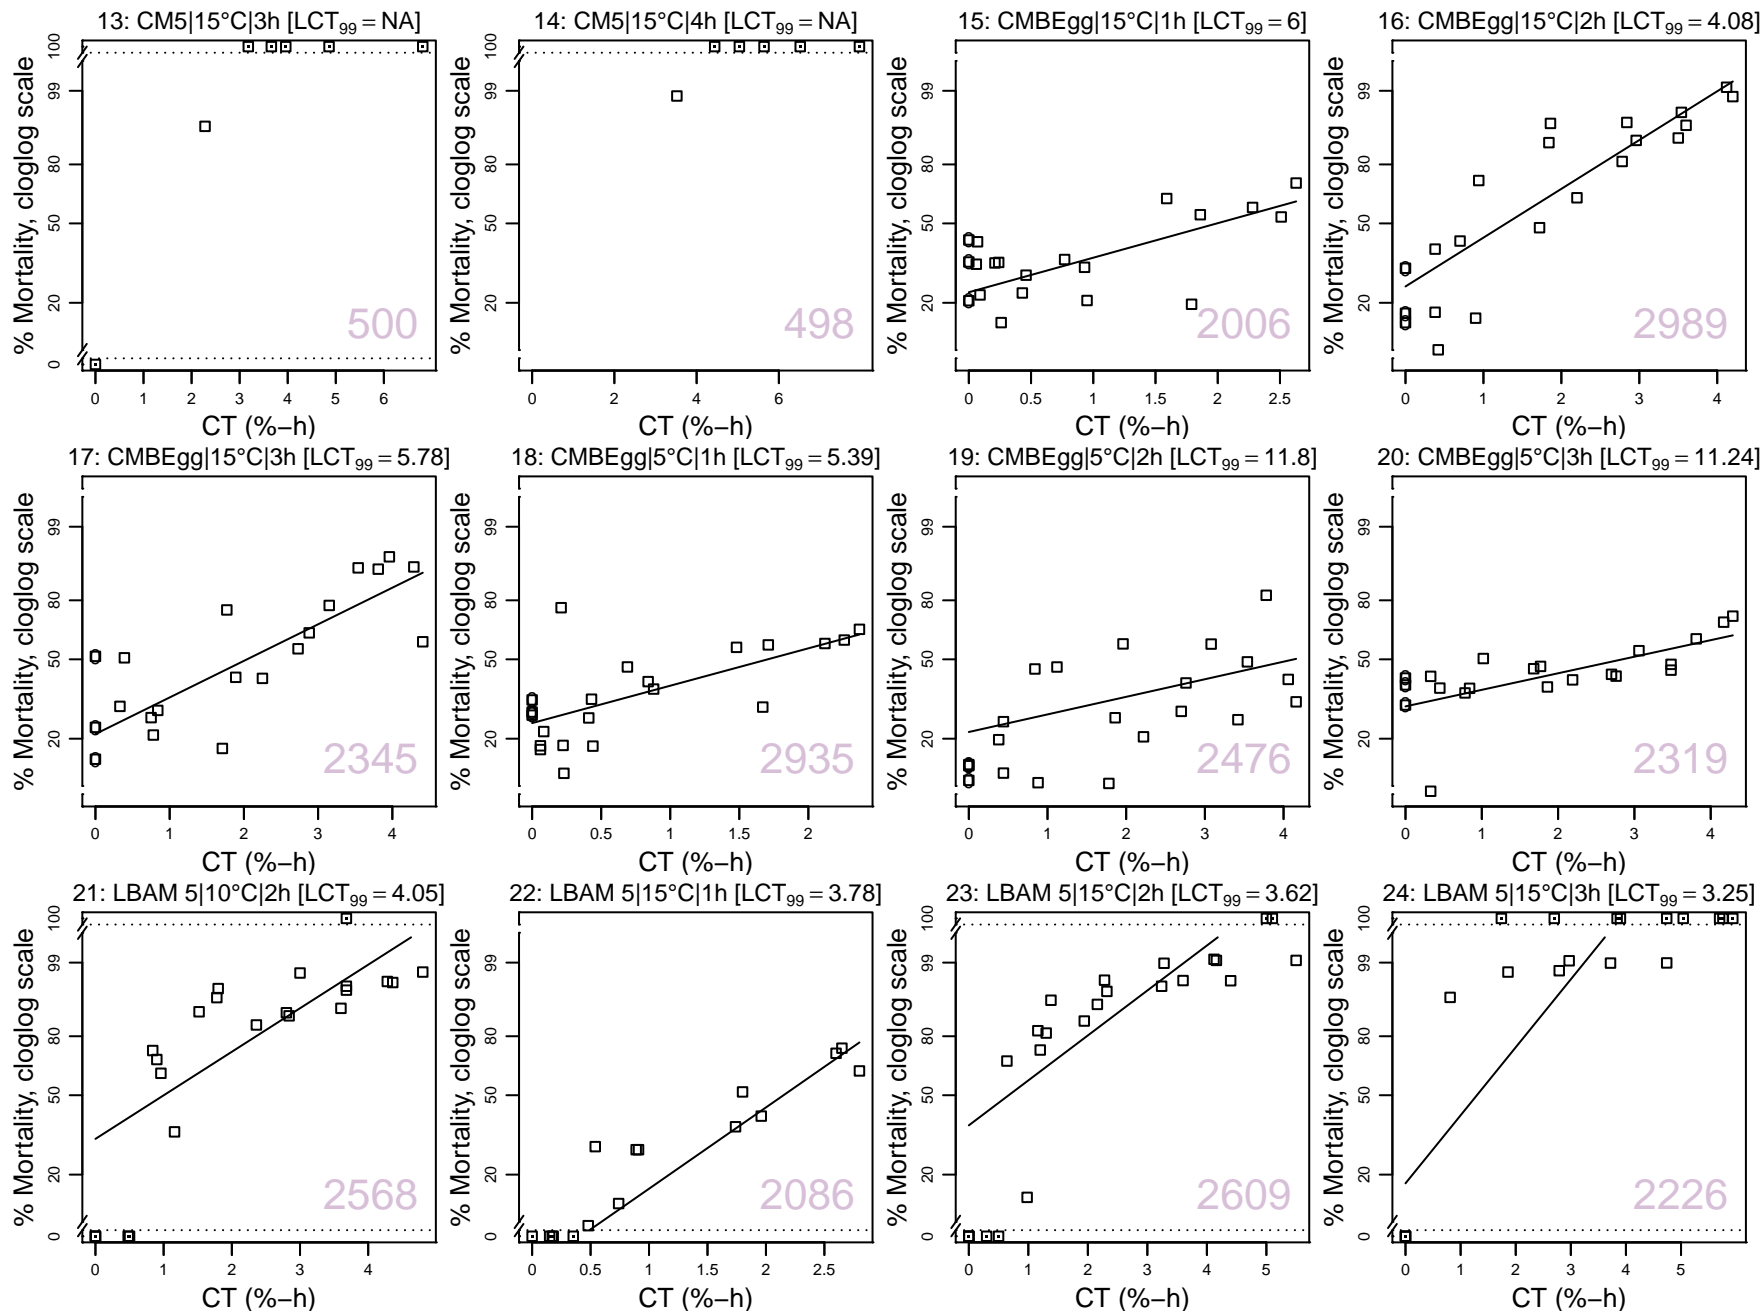 13: CM5|15°C|3h [LCT99 = NA]
% Mortality, cloglog scale
0
80
99
100
500
0 1 2 3 4 5 6
CT (%−h)
14: CM5|15°C|4h [LCT99 = NA]
% Mortality, cloglog scale
20
50
80
99
498
0 2 4 6
CT (%−h)
15: CMBEgg|15°C|1h [LCT99 = 6]
% Mortality, cloglog scale
20
50
80
99
2006
0 0.5 1 1.5 2 2.5
CT (%−h)
16: CMBEgg|15°C|2h [LCT99 = 4.08]
% Mortality, cloglog scale
20
50
80
99
2989
0 1 2 3 4
CT (%−h)
17: CMBEgg|15°C|3h [LCT99 = 5.78]
% Mortality, cloglog scale
20
50
80
99
2345
0 1 2 3 4
CT (%−h)
18: CMBEgg|5°C|1h [LCT99 = 5.39]
% Mortality, cloglog scale
20
50
80
99
2935
0 0.5 1 1.5 2
CT (%−h)
19: CMBEgg|5°C|2h [LCT99 = 11.8]
% Mortality, cloglog scale
20
50
80
99
2476
0 1 2 3 4
CT (%−h)
20: CMBEgg|5°C|3h [LCT99 = 11.24]
% Mortality, cloglog scale
20
50
80
99
2319
0 1 2 3 4
CT (%−h)
21: LBAM 5|10°C|2h [LCT99 = 4.05]
% Mortality, cloglog scale
0
20
50
80
99
100
2568
0 1 2 3 4
CT (%−h)
22: LBAM 5|15°C|1h [LCT99 = 3.78]
% Mortality, cloglog scale
0
20
50
80
99
2086
0 0.5 1 1.5 2 2.5
CT (%−h)
23: LBAM 5|15°C|2h [LCT99 = 3.62]
% Mortality, cloglog scale
0
20
50
80
99
100
2609
0 1 2 3 4 5
CT (%−h)
24: LBAM 5|15°C|3h [LCT99 = 3.25]
% Mortality, cloglog scale
0
20
50
80
99
100
2226
0 1 2 3 4 5
CT (%−h)